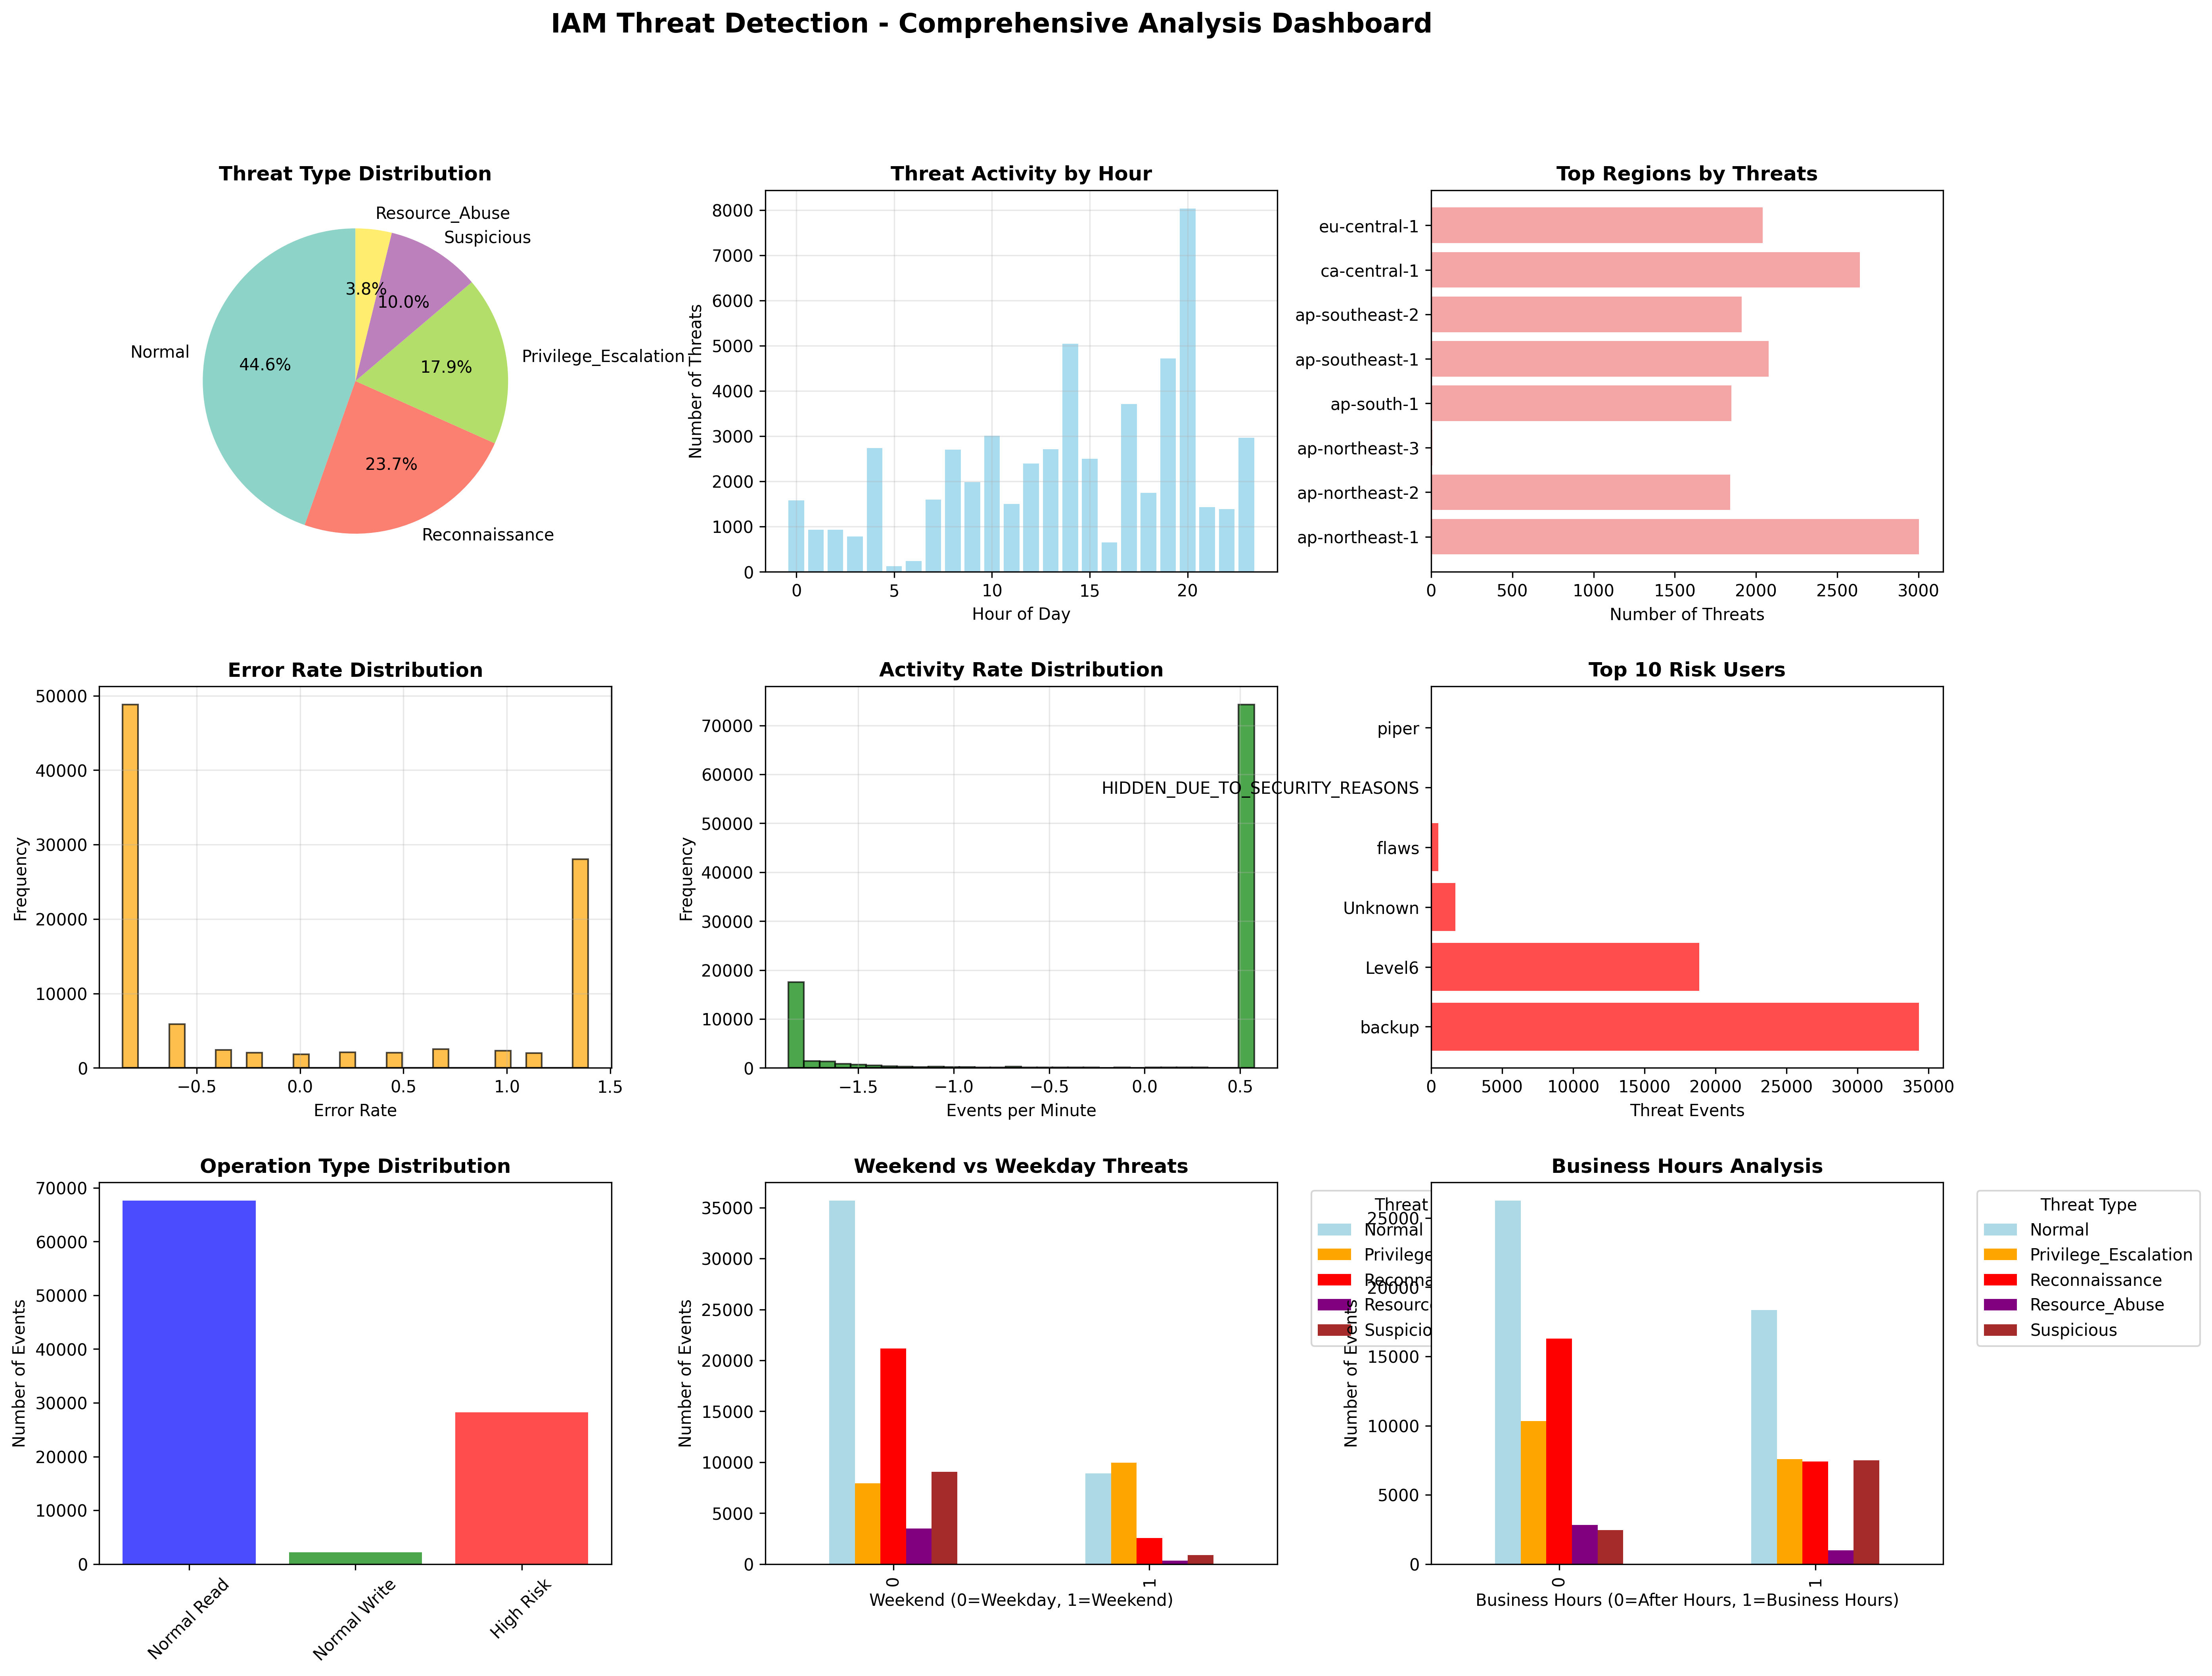 IAM Threat Detection - Comprehensive Analysis Dashboard
Threat Type Distribution
Resource_Abuse
Suspicious
3.8%
10.0%
Normal
44.6%
17.9%
Privilege_Escalation
23.7%
Reconnaissance
Threat Activity by Hour
Number of Threats
8000
7000
6000
5000
4000
3000
2000
1000
0
0 5 10 15 20
Hour of Day
Top Regions by Threats
eu-central-1
ca-central-1
ap-southeast-2
ap-southeast-1
ap-south-1
ap-northeast-3
ap-northeast-2
ap-northeast-1
0 500 1000 1500 2000 2500 3000
Number of Threats
Error Rate Distribution
Frequency
50000
40000
30000
20000
10000
0
−0.5 0.0 0.5 1.0 1.5
Error Rate
Activity Rate Distribution
Frequency
70000
60000
50000
40000
30000
20000
10000
0
−1.5 −1.0 −0.5 0.0 0.5
Events per Minute
Top 10 Risk Users
piper
HIDDEN_DUE_TO_SECURITY_REASONS
flaws
Unknown
Level6
backup
0 5000 10000 15000 20000 25000 30000 35000
Threat Events
Operation Type Distribution
Number of Events
70000
60000
50000
40000
30000
20000
10000
0
Normal Read
Normal Write
High Risk
Weekend vs Weekday Threats
Number of Events
35000
30000
25000
20000
15000
10000
5000
0
0 1
Weekend (0=Weekday, 1=Weekend)
Threat
Normal
Privilege
Reconna
Resource
Suspicio
Business Hours Analysis
Number of Events
25000
20000
15000
10000
5000
0
0 1
Business Hours (0=After Hours, 1=Business Hours)
Threat Type
Normal
Privilege_Escalation
Reconnaissance
Resource_Abuse
Suspicious